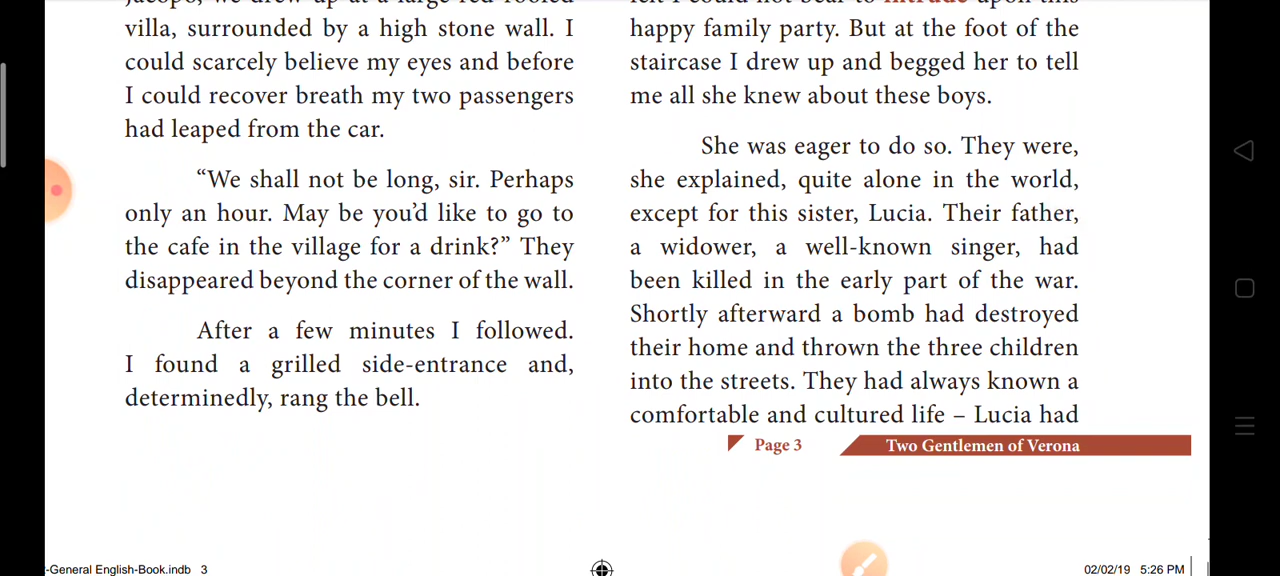 villa, surrounded by a high stone wall. I
could scarcely believe my eyes and before
I could recover breath my two passengers
had leaped from the car.
“We shall not be long, sir. Perhaps
only an hour. May be you’d like to go to
the cafe in the village for a drink?” They
disappeared beyond the corner of the wall.
After a few minutes I followed.
I found a grilled side-entrance and,
determinedly, rang the bell.
happy family party. But at the foot of the
staircase I drew up and begged her to tell
me all she knew about these boys.
She was eager to do so. They were,
she explained, quite alone in the world,
except for this sister, Lucia. Their father,
a widower, a well-known singer, had
been killed in the early part of the war.
Shortly afterward a bomb had destroyed
their home and thrown the three children
into the streets. They had always known a
comfortable and cultured life – Lucia had
Page 3
Two Gentlemen of Verona
-General English-Book.indb 3
02/02/19 5:26 PM